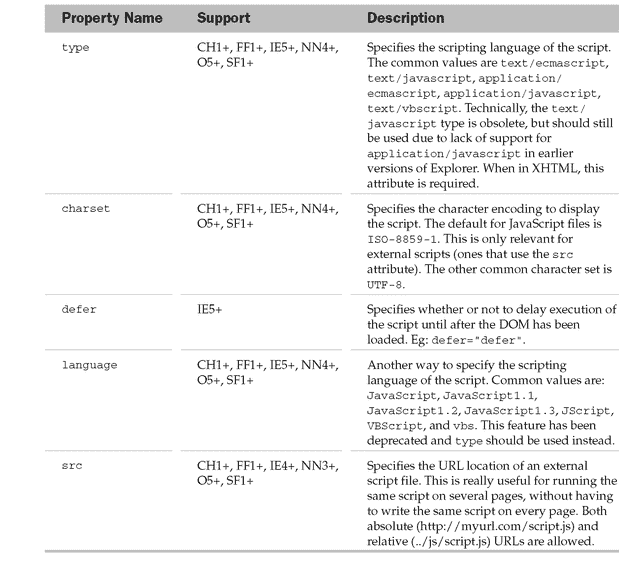 Property Name Support Description
type CH1+, FF1+, IE5+, NN4+, Specifies the scripting language of the script.
O5+, SF1+ The common values are text/ecmascript,
text/javascript, application/
ecmascript, application/javascript,
text/vbscript. Technically, the text/
javascript type is obsolete, but should still
be used due to lack of support for
application/javascript in earlier
versions of Explorer. When in XHTML, this
attribute is required.
charset CH1+, FF1+, IE5+, NN4+, Specifies the character encoding to display
O5+, SF1+ the script. The default for JavaScript files is
ISO-8859-1. This is only relevant for
external scripts (ones that use the src
attribute). The other common character set is
UTF-8.
defer IE5+ Specifies whether or not to delay execution of
the script until after the DOM has been
loaded. Eg: defer="defer".
language CH1+, FF1+, IE5+, NN4+, Another way to specify the scripting
O5+, SF1+ language of the script. Common values are:
JavaScript, JavaScript1.1,
JavaScript1.2, JavaScript1.3, JScript,
VBScript, and vbs. This feature has been
deprecated and type should be used instead.
src CH1+, FF1+, IE4+, NN3+, Specifies the URL location of an external
O5+, SF1+ script file. This is really useful for running the
same script on several pages, without having
to write the same script on every page. Both
absolute (http://myurl.com/script.js) and
relative (../js/script.js) URLs are allowed.